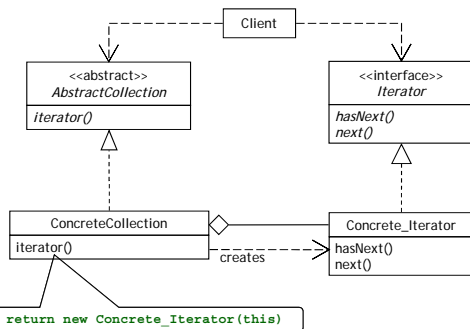 Client
<<abstract>>
AbstractCollection
iterator()
<<interface>>
Iterator
hasNext()
next()
ConcreteCollection
iterator()
creates
Concrete_Iterator
hasNext()
next()
return new Concrete_Iterator(this)